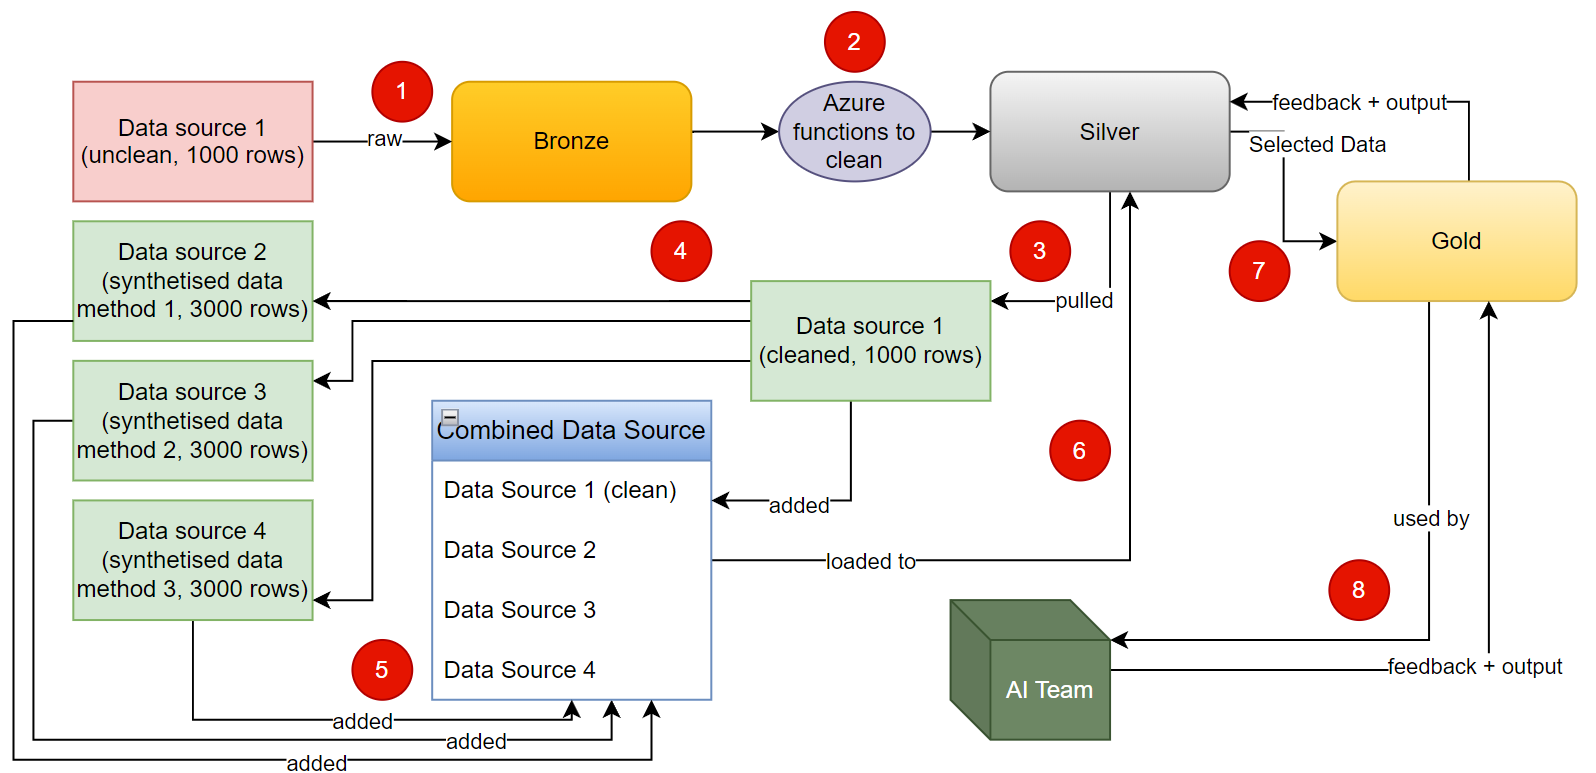 2
1
Data source 1
(unclean, 1000 rows)
raw
Bronze
Azure
functions to
clean
Silver
feedback + output
Selected Data
Gold
7
Data source 2
(synthetised data
method 1, 3000 rows)
4
3
pulled
Data source 1
(cleaned, 1000 rows)
Data source 3
(synthetised data
method 2, 3000 rows)
Combined Data Source
Data Source 1 (clean)
Data Source 2
Data Source 3
Data Source 4
added
6
loaded to
used by
8
Data source 4
(synthetised data
method 3, 3000 rows)
5
AI Team
feedback + output
added
added
added